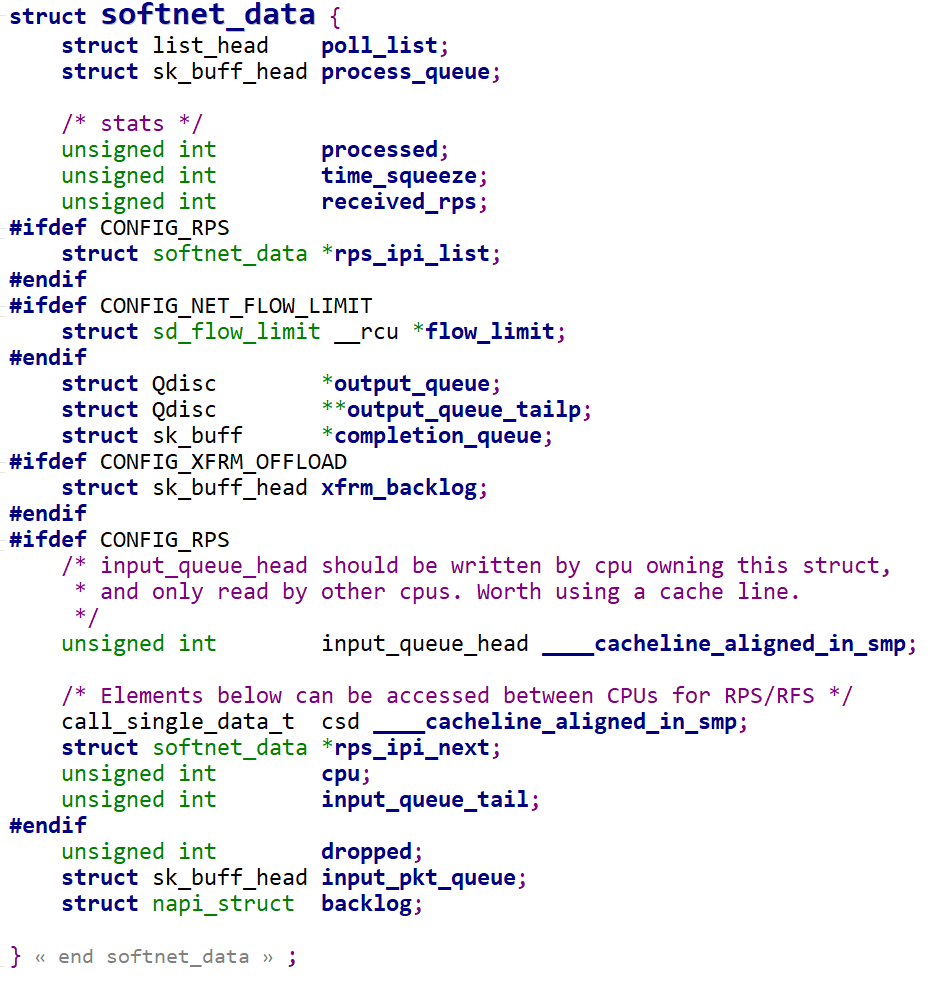 struct softnet_data {
    struct list_head    poll_list;
    struct sk_buff_head process_queue;

    /* stats */
    unsigned int        processed;
    unsigned int        time_squeeze;
    unsigned int        received_rps;
#ifdef CONFIG_RPS
    struct softnet_data *rps_ipi_list;
#endif
#ifdef CONFIG_NET_FLOW_LIMIT
    struct sd_flow_limit __rcu *flow_limit;
#endif
    struct Qdisc        *output_queue;
    struct Qdisc        **output_queue_tailp;
    struct sk_buff      *completion_queue;
#ifdef CONFIG_XFRM_OFFLOAD
    struct sk_buff_head xfrm_backlog;
#endif
#ifdef CONFIG_RPS
    /* input_queue_head should be written by cpu owning this struct,
     * and only read by other cpus. Worth using a cache line.
     */
    unsigned int        input_queue_head ____cacheline_aligned_in_smp;

    /* Elements below can be accessed between CPUs for RPS/RFS */
    call_single_data_t  csd ____cacheline_aligned_in_smp;
    struct softnet_data *rps_ipi_next;
    unsigned int        cpu;
    unsigned int        input_queue_tail;
#endif
    unsigned int        dropped;
    struct sk_buff_head input_pkt_queue;
    struct napi_struct  backlog;

} « end softnet_data » ;